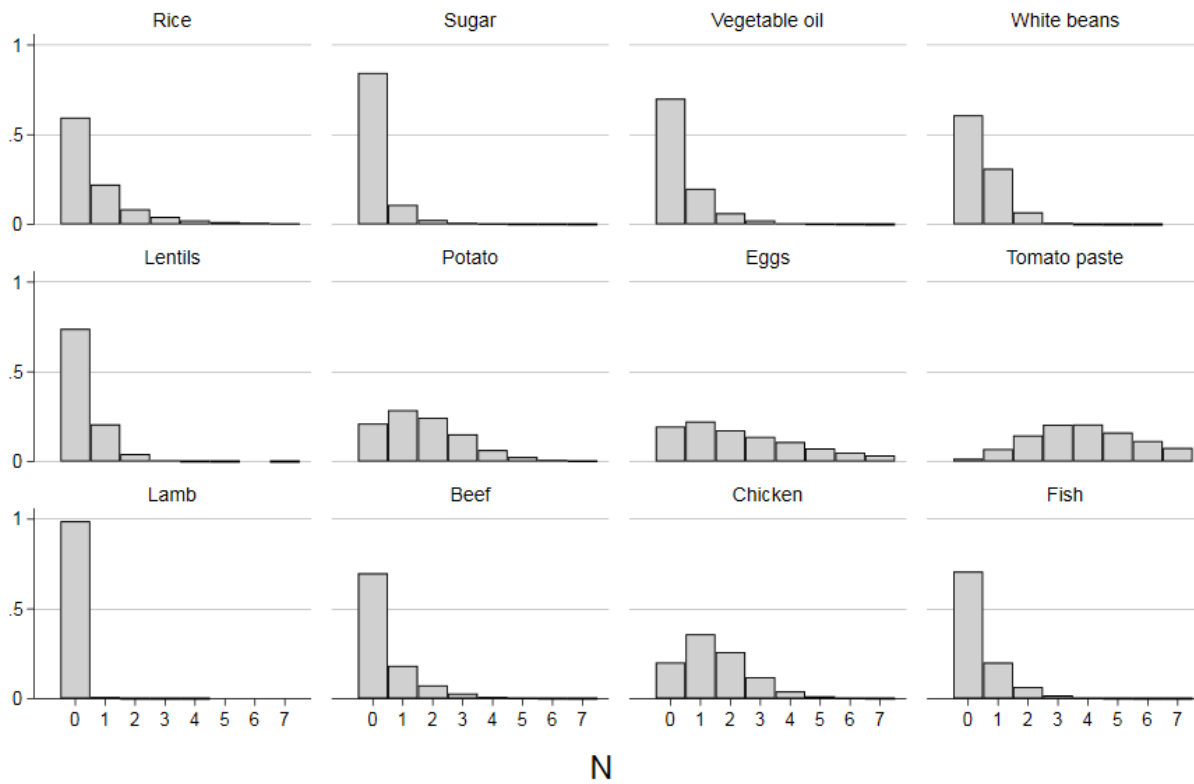 Rice Sugar Vegetable oil White beans
1
.5
0
Lentils Potato Eggs Tomato paste
1
.5
0
Lamb Beef Chicken Fish
1
.5
0
0 1 2 3 4 5 6 7 0 1 2 3 4 5 6 7 0 1 2 3 4 5 6 7 0 1 2 3 4 5 6 7
N